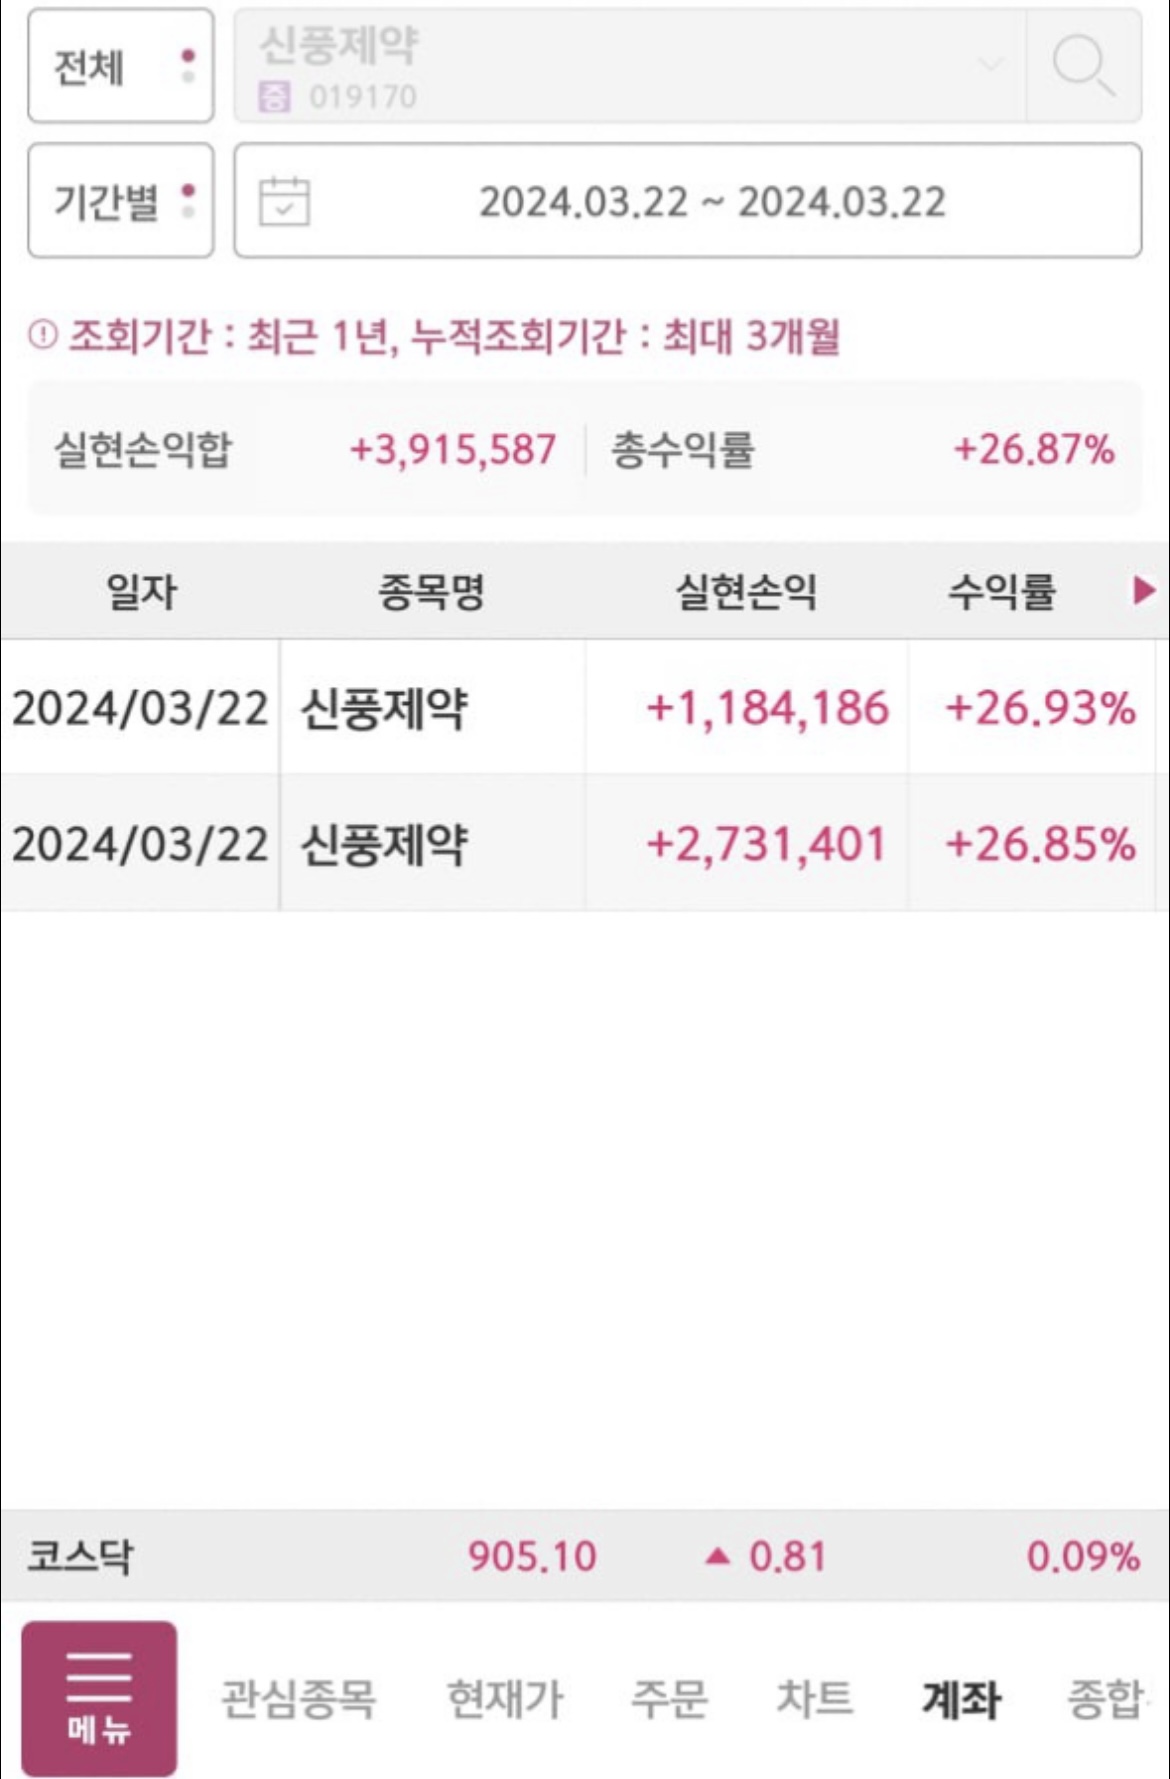 전체
신풍제약
증 019170
기간별
2024.03.22 ~ 2024.03.22
조회기간 : 최근 1년, 누적조회기간 : 최대 3개월
실현손익합 +3,915,587 총수익률 +26.87%
일자 종목명 실현손익 수익률
2024/03/22 신풍제약 +1,184,186 +26.93%
2024/03/22 신풍제약 +2,731,401 +26.85%
코스닥 905.10 ▲ 0.81 0.09%
메뉴 관심종목 현재가 주문 차트 계좌 종합